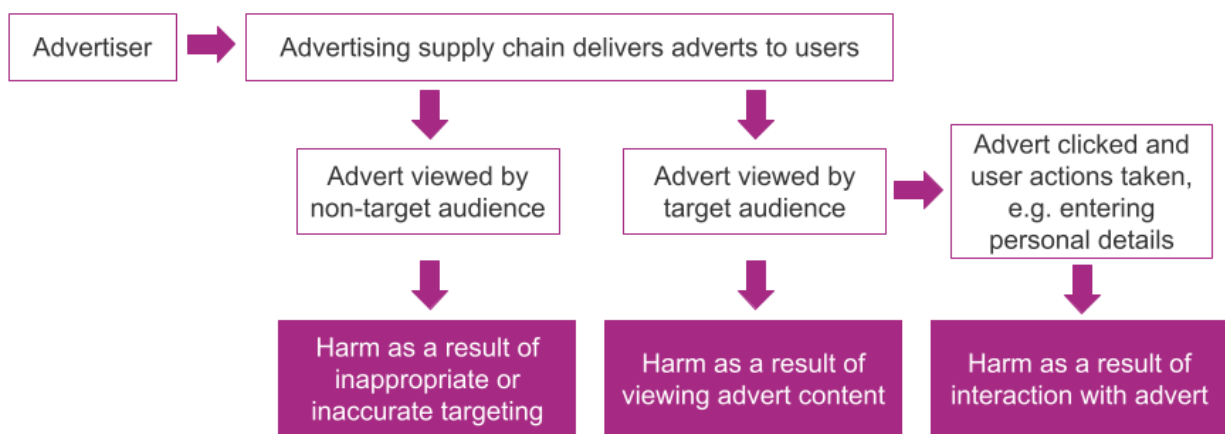 Advertiser
Advertising supply chain delivers adverts to users
Advert viewed by
non-target audience
Advert viewed by
target audience
Advert clicked and
user actions taken,
e.g. entering
personal details
Harm as a result of
inappropriate or
inaccurate targeting
Harm as a result of
viewing advert content
Harm as a result of
interaction with advert